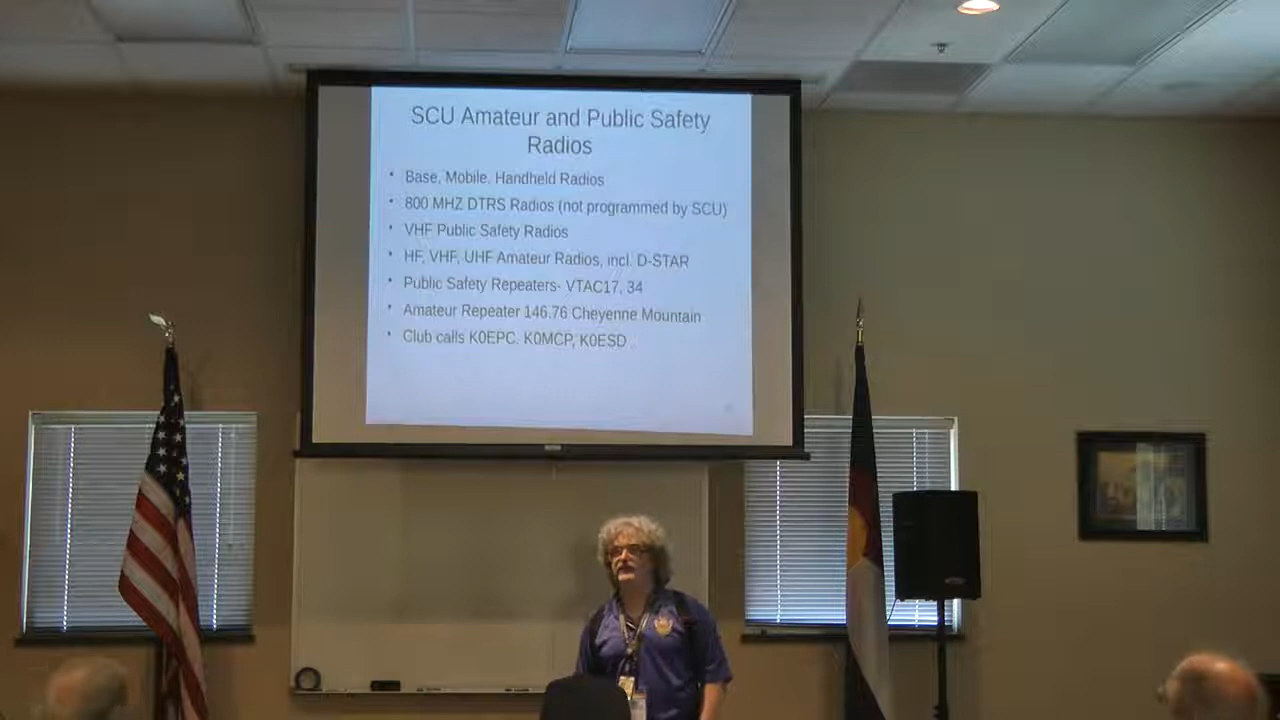 SCU Amateur and Public Safety
Radios
• Base, Mobile, Handheld Radios
• 800 MHZ DTRS Radios (not programmed by SCU)
• VHF Public Safety Radios
• HF, VHF, UHF Amateur Radios, incl. D-STAR
• Public Safety Repeaters- VTAC17, 34
• Amateur Repeater 146.76 Cheyenne Mountain
• Club calls K0EPC. K0MCP, K0ESD